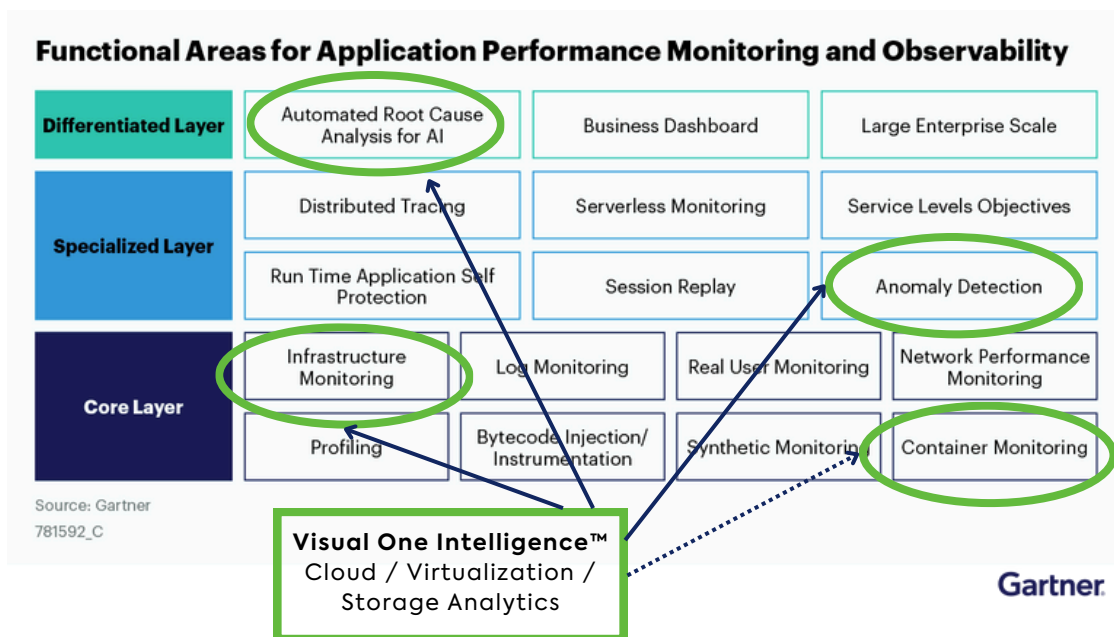 Functional Areas for Application Performance Monitoring and Observability
Differentiated Layer
Automated Root Cause
Analysis for AI
Business Dashboard
Large Enterprise Scale
Specialized Layer
Distributed Tracing
Serverless Monitoring
Service Levels Objectives
Run Time Application Self
Protection
Session Replay
Anomaly Detection
Core Layer
Infrastructure
Monitoring
Log Monitoring
Real User Monitoring
Network Performance
Monitoring
Profiling
Bytecode Injection/
Instrumentation
Synthetic Monitoring
Container Monitoring
Source: Gartner
781592_C
Visual One Intelligence™
Cloud / Virtualization /
Storage Analytics
Gartner.